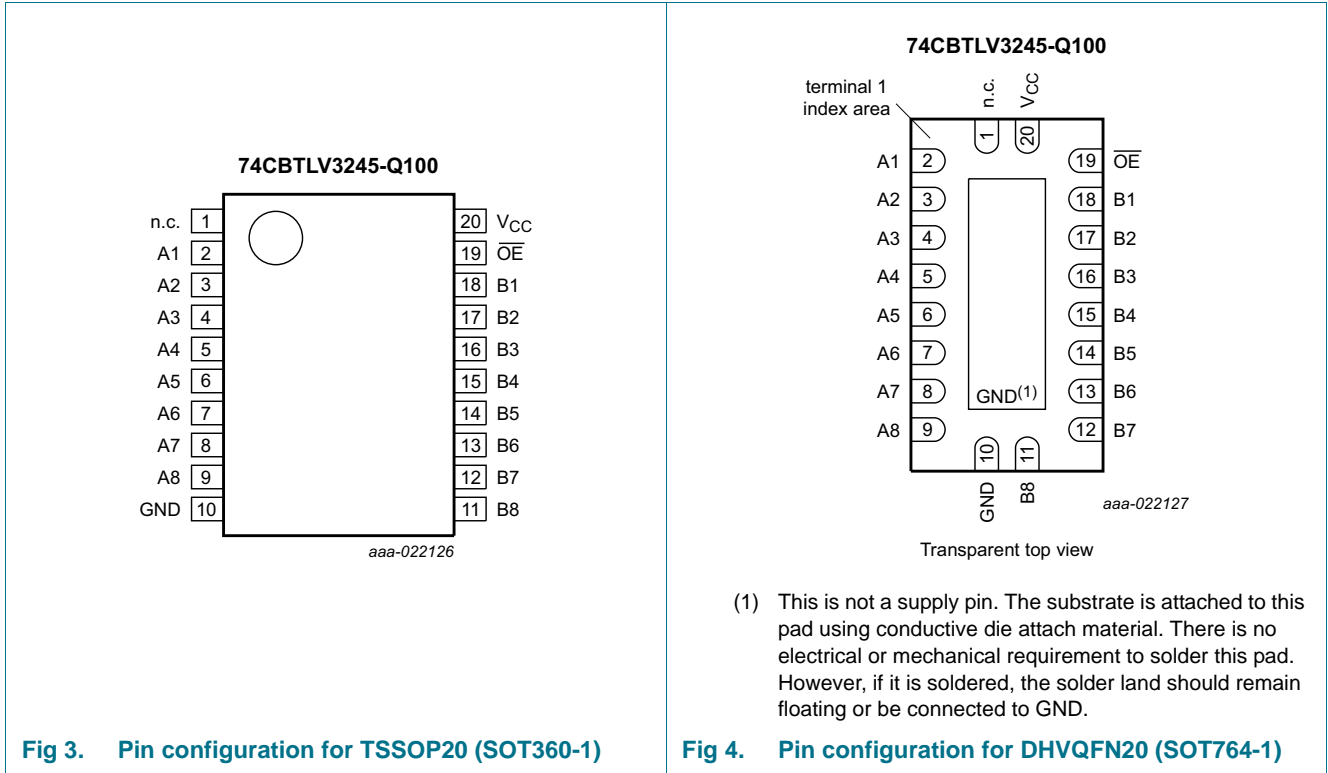 74CBTLV3245-Q100
n.c. 1 20 VCC
A1 2 19 OE
A2 3 18 B1
A3 4 17 B2
A4 5 16 B3
A5 6 15 B4
A6 7 14 B5
A7 8 13 B6
A8 9 12 B7
GND 10 11 B8
aaa-022126
Fig 3. Pin configuration for TSSOP20 (SOT360-1)
74CBTLV3245-Q100
terminal 1
index area
n.c. VCC
1 20
A1 2 19 OE
A2 3 18 B1
A3 4 17 B2
A4 5 16 B3
A5 6 15 B4
A6 7 14 B5
A7 8 GND(1) 13 B6
A8 9 12 B7
10 11
GND B8
aaa-022127
Transparent top view
(1) This is not a supply pin. The substrate is attached to this
pad using conductive die attach material. There is no
electrical or mechanical requirement to solder this pad.
However, if it is soldered, the solder land should remain
floating or be connected to GND.
Fig 4. Pin configuration for DHVQFN20 (SOT764-1)